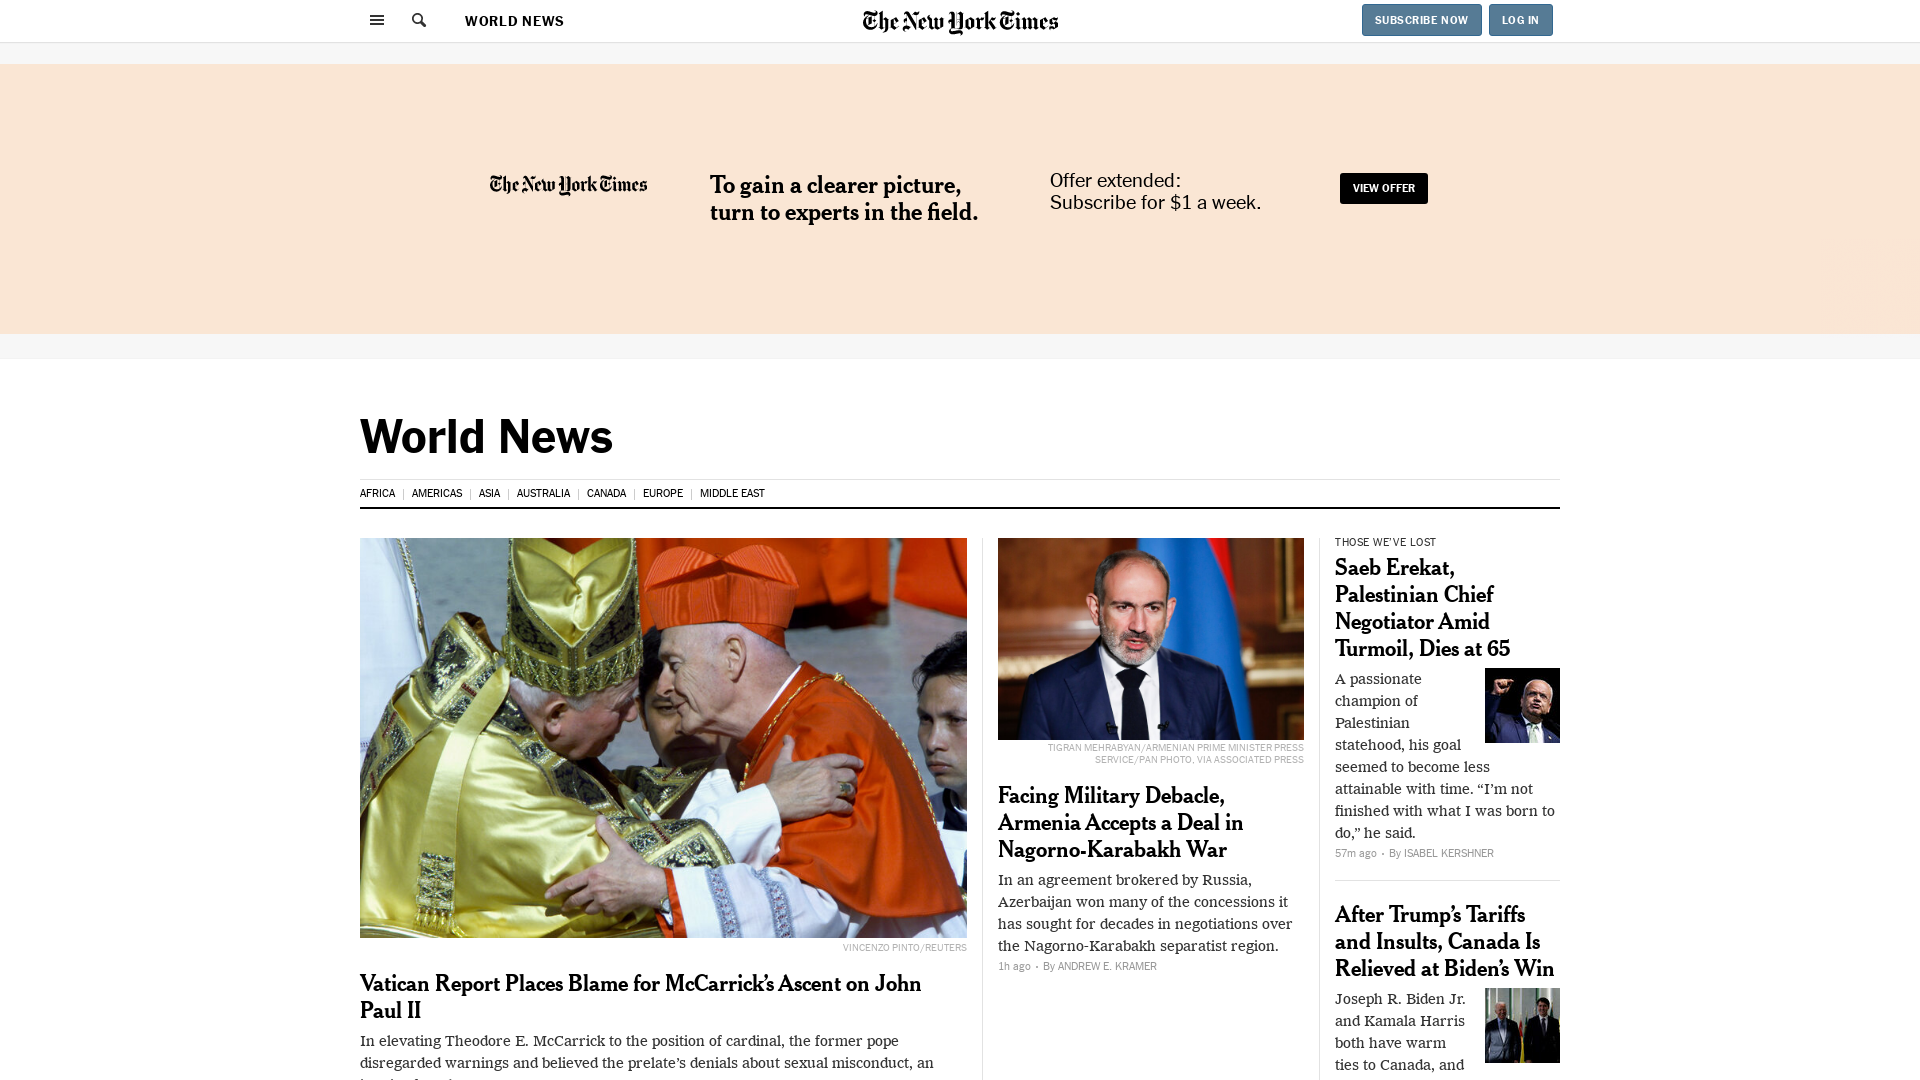 WORLD NEWS
The New York Times
SUBSCRIBE NOW
LOG IN
The New York Times
To gain a clearer picture,
turn to experts in the field.
Offer extended:
Subscribe for $1 a week.
VIEW OFFER
World News
AFRICA
AMERICAS
ASIA
AUSTRALIA
CANADA
EUROPE
MIDDLE EAST
VINCENZO PINTO/REUTERS
Vatican Report Places Blame for McCarrick’s Ascent on John
Paul II
In elevating Theodore E. McCarrick to the position of cardinal, the former pope
disregarded warnings and believed the prelate’s denials about sexual misconduct, an
TIGRAN MEHRABYAN/ARMENIAN PRIME MINISTER PRESS
SERVICE/PAN PHOTO, VIA ASSOCIATED PRESS
Facing Military Debacle,
Armenia Accepts a Deal in
Nagorno-Karabakh War
In an agreement brokered by Russia,
Azerbaijan won many of the concessions it
has sought for decades in negotiations over
the Nagorno-Karabakh separatist region.
1h ago • By ANDREW E. KRAMER
THOSE WE’VE LOST
Saeb Erekat,
Palestinian Chief
Negotiator Amid
Turmoil, Dies at 65
A passionate
champion of
Palestinian
statehood, his goal
seemed to become less
attainable with time. “I’m not
finished with what I was born to
do,” he said.
57m ago • By ISABEL KERSHNER
After Trump’s Tariffs
and Insults, Canada Is
Relieved at Biden’s Win
Joseph R. Biden Jr.
and Kamala Harris
both have warm
ties to Canada, and